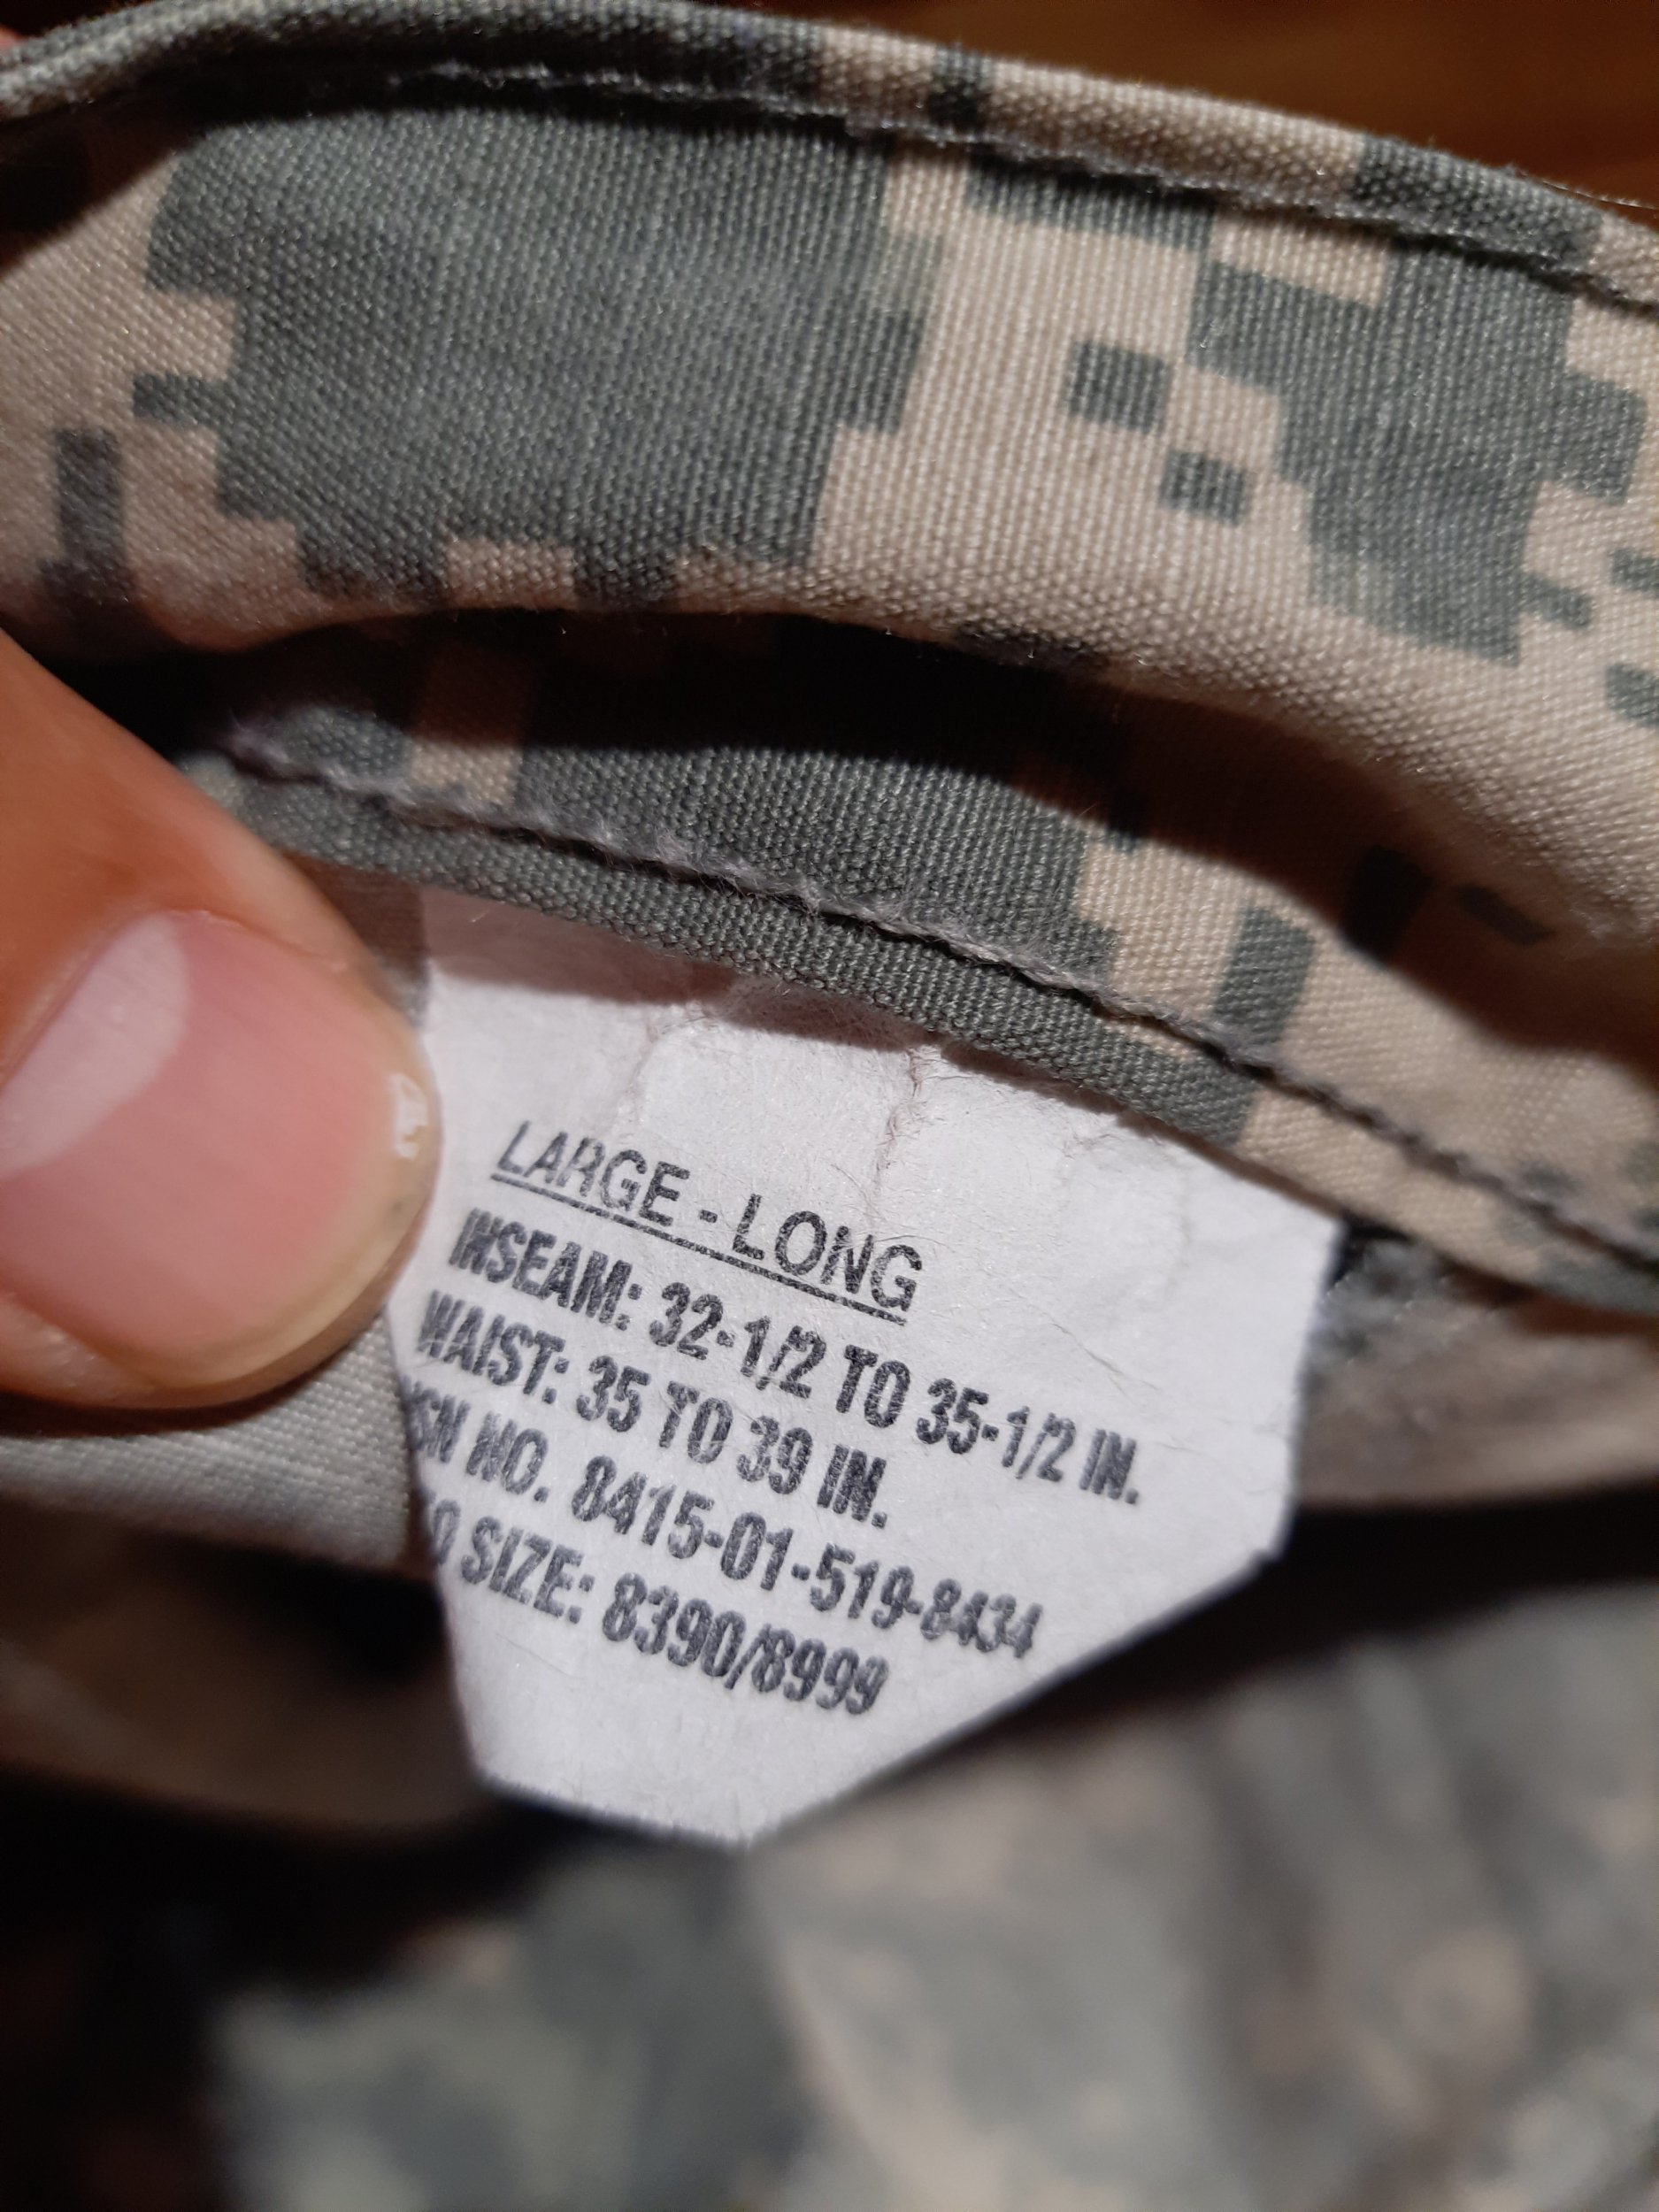 LARGE - LONG
INSEAM: 32-1/2 TO 35-1/2 IN.
WAIST: 35 TO 39 IN.
NO. 8415-01-519-8434
SIZE: 8390/8999